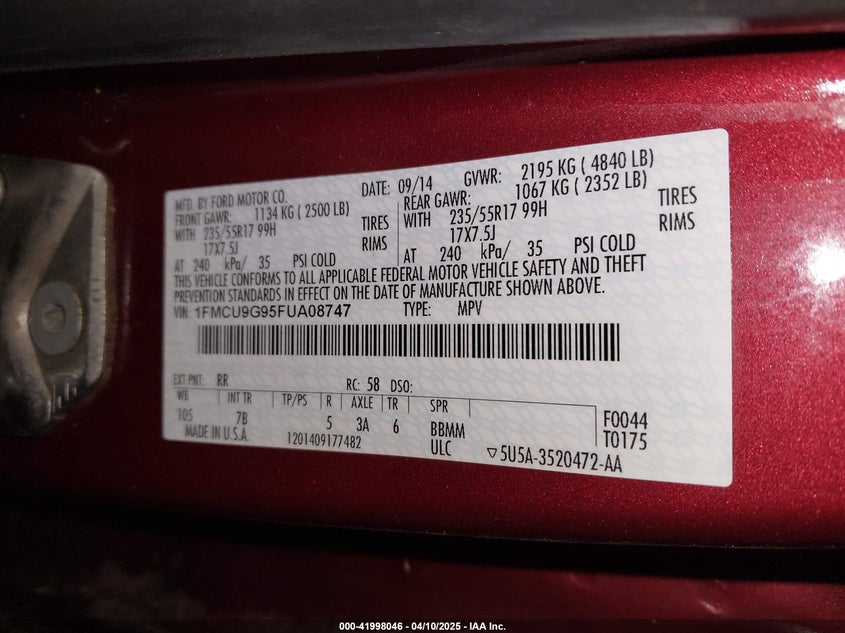 MFD. BY FORD MOTOR CO.
DATE: 09/14 GVWR: 2195 KG ( 4840 LB)
FRONT GAWR: 1134 KG ( 2500 LB)
REAR GAWR: 1067 KG ( 2352 LB)
WITH 235/55R17 99H TIRES
WITH 235/55R17 99H TIRES
17X7.5J RIMS
17X7.5J RIMS
AT 240 kPa/ 35 PSI COLD
AT 240 kPa/ 35 PSI COLD
THIS VEHICLE CONFORMS TO ALL APPLICABLE FEDERAL MOTOR VEHICLE SAFETY AND THEFT
PREVENTION STANDARDS IN EFFECT ON THE DATE OF MANUFACTURE SHOWN ABOVE.
VIN: 1FMCU9G95FUA08747 TYPE: MPV
EXT PNT: RR RC: 58 DSO:
WB INT TR TP/PS R AXLE TR SPR
105 7B 5 3A 6 BBMM
F0044
T0175
MADE IN U.S.A. 1201409177482 ULC ▽5U5A-3520472-AA
000-41998046 - 04/10/2025 - IAA Inc.